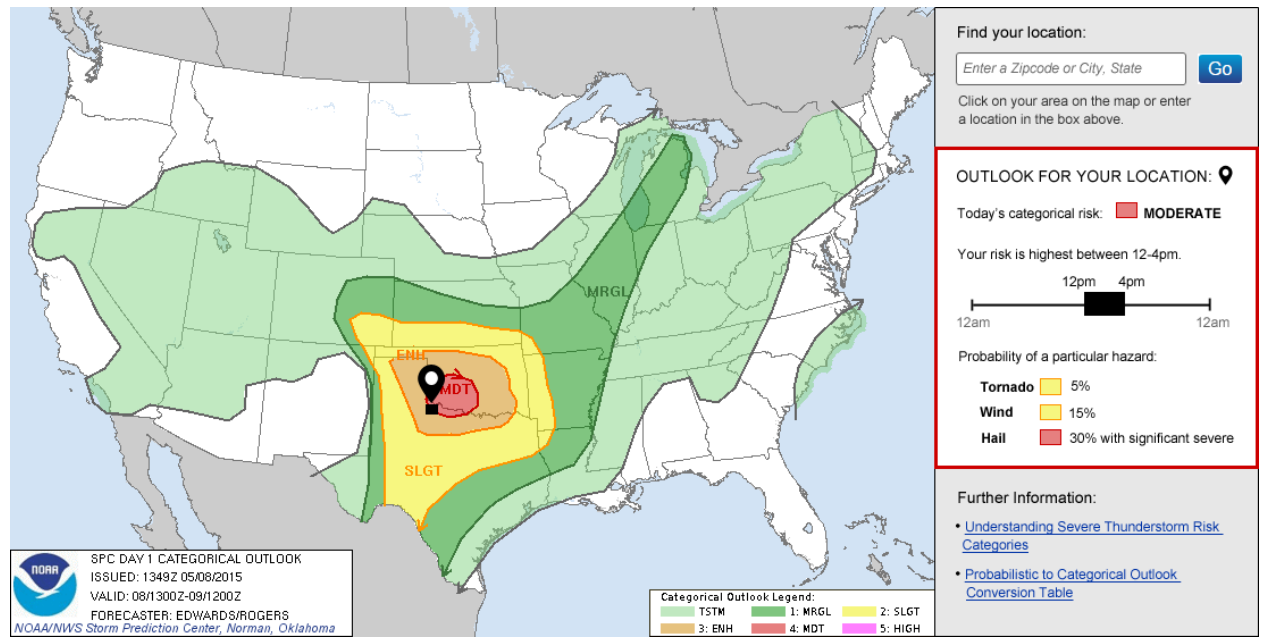 Find your location:
Enter a Zipcode or City, State
Go
Click on your area on the map or enter
a location in the box above.
OUTLOOK FOR YOUR LOCATION:
Today's categorical risk: MODERATE
Your risk is highest between 12-4pm.
12pm 4pm
12am 12am
Probability of a particular hazard:
Tornado 5%
Wind 15%
Hail 30% with significant severe
Further Information:
• Understanding Severe Thunderstorm Risk
Categories
• Probabilistic to Categorical Outlook
Conversion Table
MRGL
ENH
MDT
SLGT
NOAA
SPC DAY 1 CATEGORICAL OUTLOOK
ISSUED: 1349Z 05/08/2015
VALID: 08/1300Z-09/1200Z
FORECASTER: EDWARDS/ROGERS
NOAA/NWS Storm Prediction Center, Norman, Oklahoma
Categorical Outlook Legend:
TSTM 1: MRGL 2: SLGT
3: ENH 4: MDT 5: HIGH